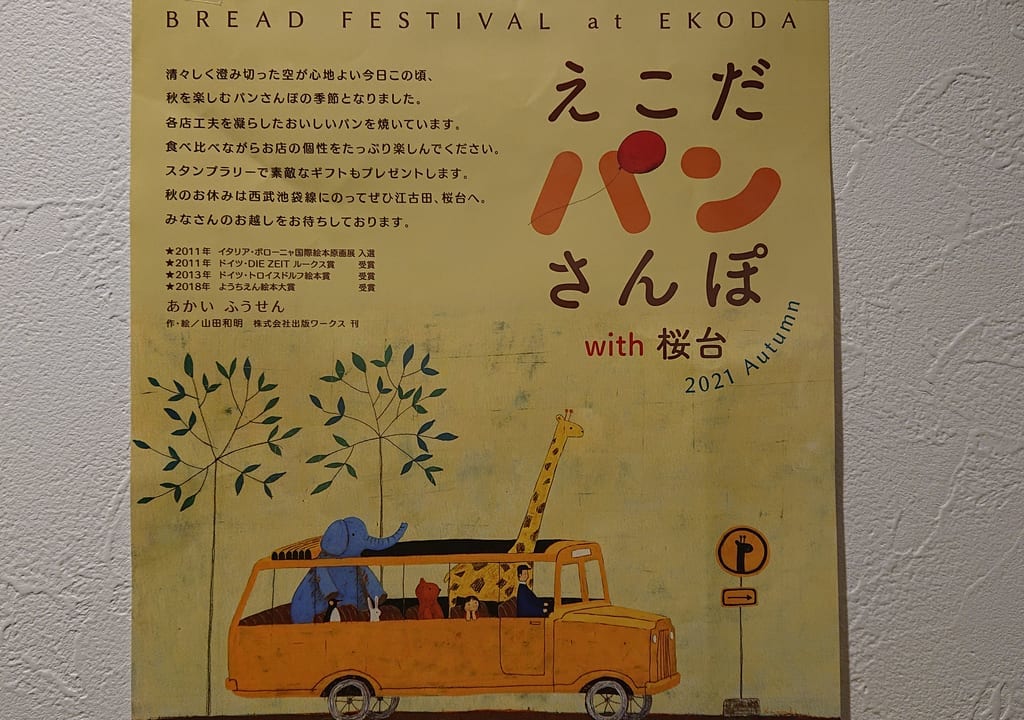 BREAD FESTIVAL at EKODA
清々しく澄み切った空が心地よい今日この頃、
秋を楽しむパンさんぽの季節となりました。
各店工夫を凝らしたおいしいパンを焼いています。
食べ比べながらお店の個性をたっぷり楽しんでください。
スタンプラリーで素敵なギフトもプレゼントします。
秋のお休みは西武池袋線にのってぜひ江古田、桜台へ。
みなさんのお越しをお待ちしております。
★2011年 イタリア・ボローニャ国際絵本原画展 入選
★2011年 ドイツ・DIE ZEIT ルークス賞 受賞
★2013年 ドイツ・トロイスドルフ絵本賞 受賞
★2018年 ようちえん絵本大賞 受賞
あかい ふうせん
作・絵／山田和明 株式会社出版ワークス 刊
えこだ
パン
さんぽ
with 桜台
2021 Autumn